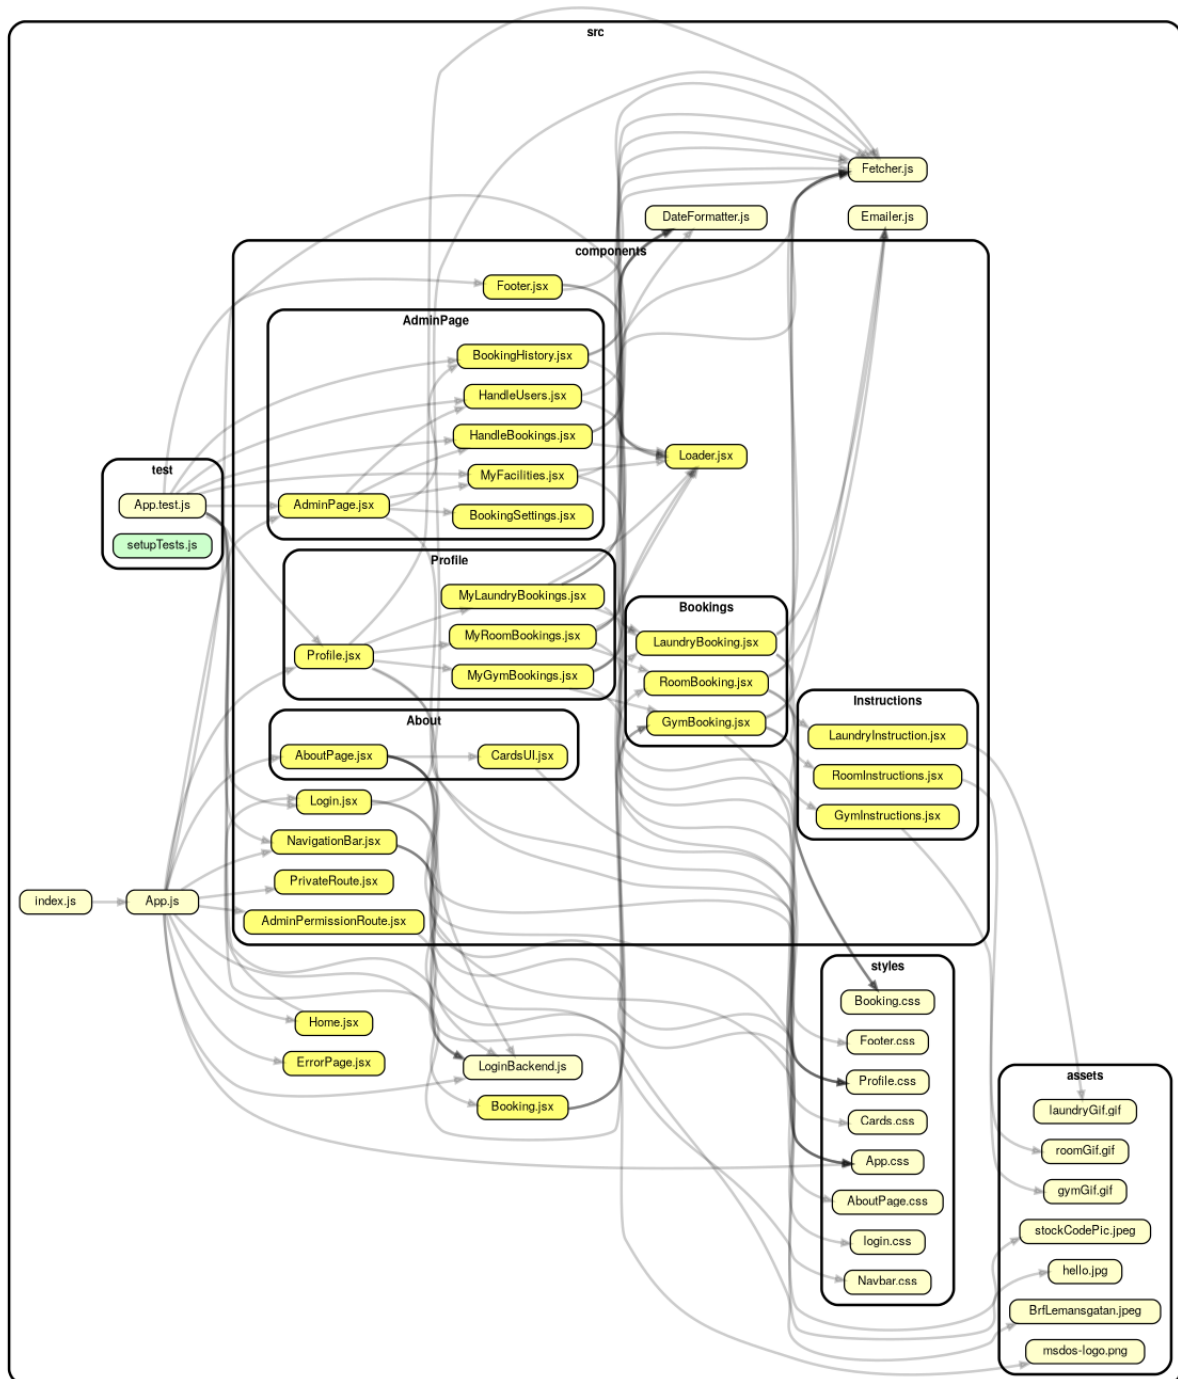 src
Fetcher.js
DateFormatter.js
Emailer.js
components
Footer.jsx
AdminPage
BookingHistory.jsx
HandleUsers.jsx
HandleBookings.jsx
Loader.jsx
MyFacilities.jsx
AdminPage.jsx
BookingSettings.jsx
test
App.test.js
setupTests.js
Profile
MyLaundryBookings.jsx
MyRoomBookings.jsx
Profile.jsx
MyGymBookings.jsx
Bookings
LaundryBooking.jsx
RoomBooking.jsx
GymBooking.jsx
Instructions
LaundryInstruction.jsx
RoomInstructions.jsx
GymInstructions.jsx
About
AboutPage.jsx
CardsUI.jsx
Login.jsx
NavigationBar.jsx
PrivateRoute.jsx
index.js
App.js
AdminPermissionRoute.jsx
Home.jsx
ErrorPage.jsx
LoginBackend.js
Booking.jsx
styles
Booking.css
Footer.css
Profile.css
Cards.css
App.css
AboutPage.css
login.css
Navbar.css
assets
laundryGif.gif
roomGif.gif
gymGif.gif
stockCodePic.jpeg
hello.jpg
BrfLemansgatan.jpeg
msdos-logo.png